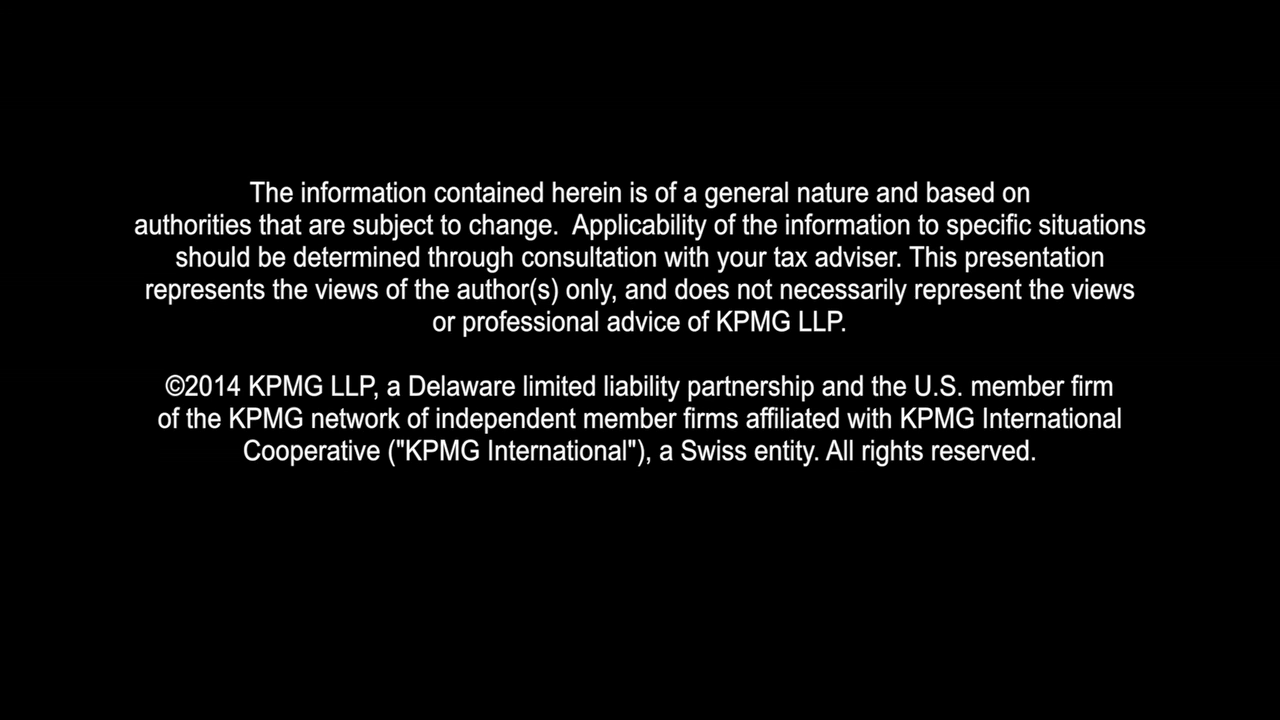 The information contained herein is of a general nature and based on
authorities that are subject to change.  Applicability of the information to specific situations
should be determined through consultation with your tax adviser. This presentation
represents the views of the author(s) only, and does not necessarily represent the views
or professional advice of KPMG LLP.
©2014 KPMG LLP, a Delaware limited liability partnership and the U.S. member firm
of the KPMG network of independent member firms affiliated with KPMG International
Cooperative ("KPMG International"), a Swiss entity. All rights reserved.